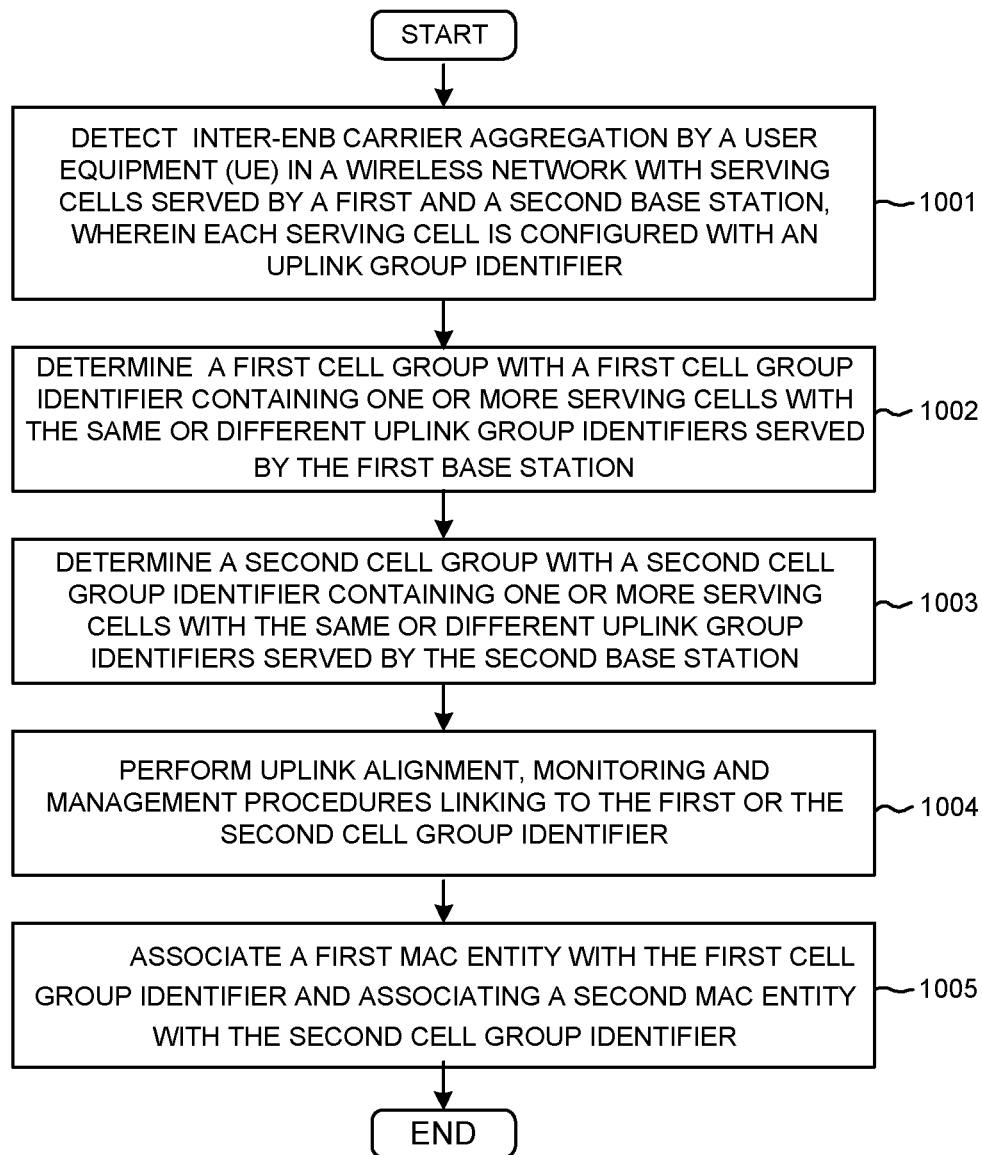 START
DETECT INTER-ENB CARRIER AGGREGATION BY A USER
EQUIPMENT (UE) IN A WIRELESS NETWORK WITH SERVING
CELLS SERVED BY A FIRST AND A SECOND BASE STATION,
WHEREIN EACH SERVING CELL IS CONFIGURED WITH AN
UPLINK GROUP IDENTIFIER
1001
DETERMINE A FIRST CELL GROUP WITH A FIRST CELL GROUP
IDENTIFIER CONTAINING ONE OR MORE SERVING CELLS WITH
THE SAME OR DIFFERENT UPLINK GROUP IDENTIFIERS SERVED
BY THE FIRST BASE STATION
1002
DETERMINE A SECOND CELL GROUP WITH A SECOND CELL
GROUP IDENTIFIER CONTAINING ONE OR MORE SERVING
CELLS WITH THE SAME OR DIFFERENT UPLINK GROUP
IDENTIFIERS SERVED BY THE SECOND BASE STATION
1003
PERFORM UPLINK ALIGNMENT, MONITORING AND
MANAGEMENT PROCEDURES LINKING TO THE FIRST OR THE
SECOND CELL GROUP IDENTIFIER
1004
ASSOCIATE A FIRST MAC ENTITY WITH THE FIRST CELL
GROUP IDENTIFIER AND ASSOCIATING A SECOND MAC ENTITY
WITH THE SECOND CELL GROUP IDENTIFIER
1005
END